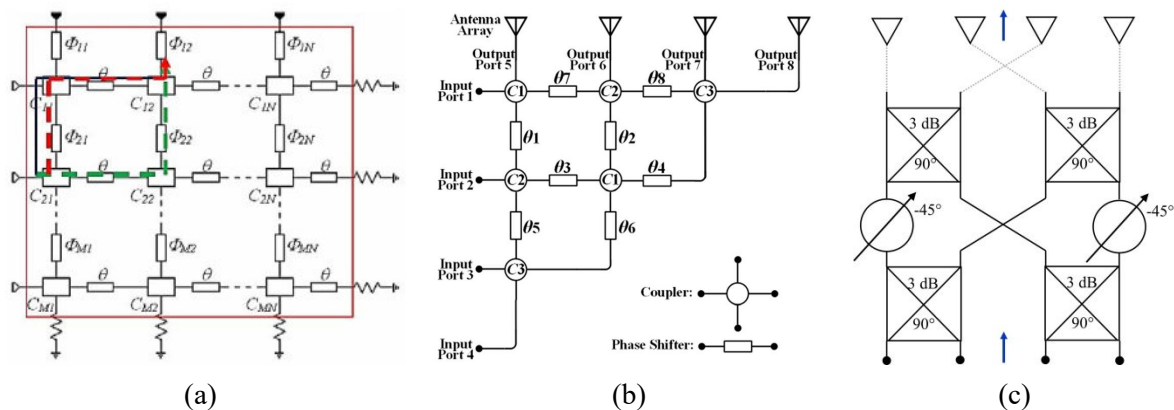 Φ11
Φ12
Φ1N
θ
θ
θ
C11
C12
C1N
Φ21
Φ22
Φ2N
θ
θ
θ
C21
C22
C2N
ΦM1
ΦM2
ΦMN
θ
θ
θ
CM1
CM2
CMN
(a)
Antenna
Array
Output
Port 5
Output
Port 6
Output
Port 7
Output
Port 8
Input
Port 1
C1
θ7
C2
θ8
C3
θ1
θ2
Input
Port 2
C2
θ3
C1
θ4
θ5
θ6
Input
Port 3
C3
Coupler:
Input
Port 4
Phase Shifter:
(b)
3 dB
90°
3 dB
90°
-45°
-45°
3 dB
90°
3 dB
90°
(c)